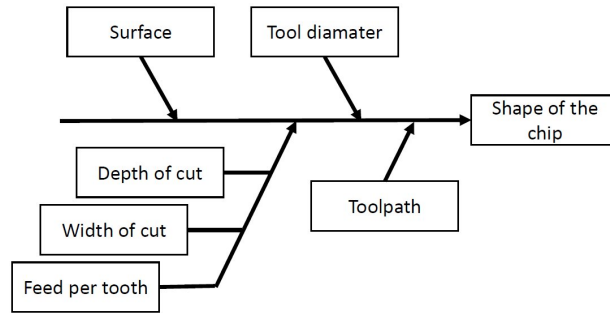 Surface
Tool diamater
Shape of the
chip
Depth of cut
Toolpath
Width of cut
Feed per tooth